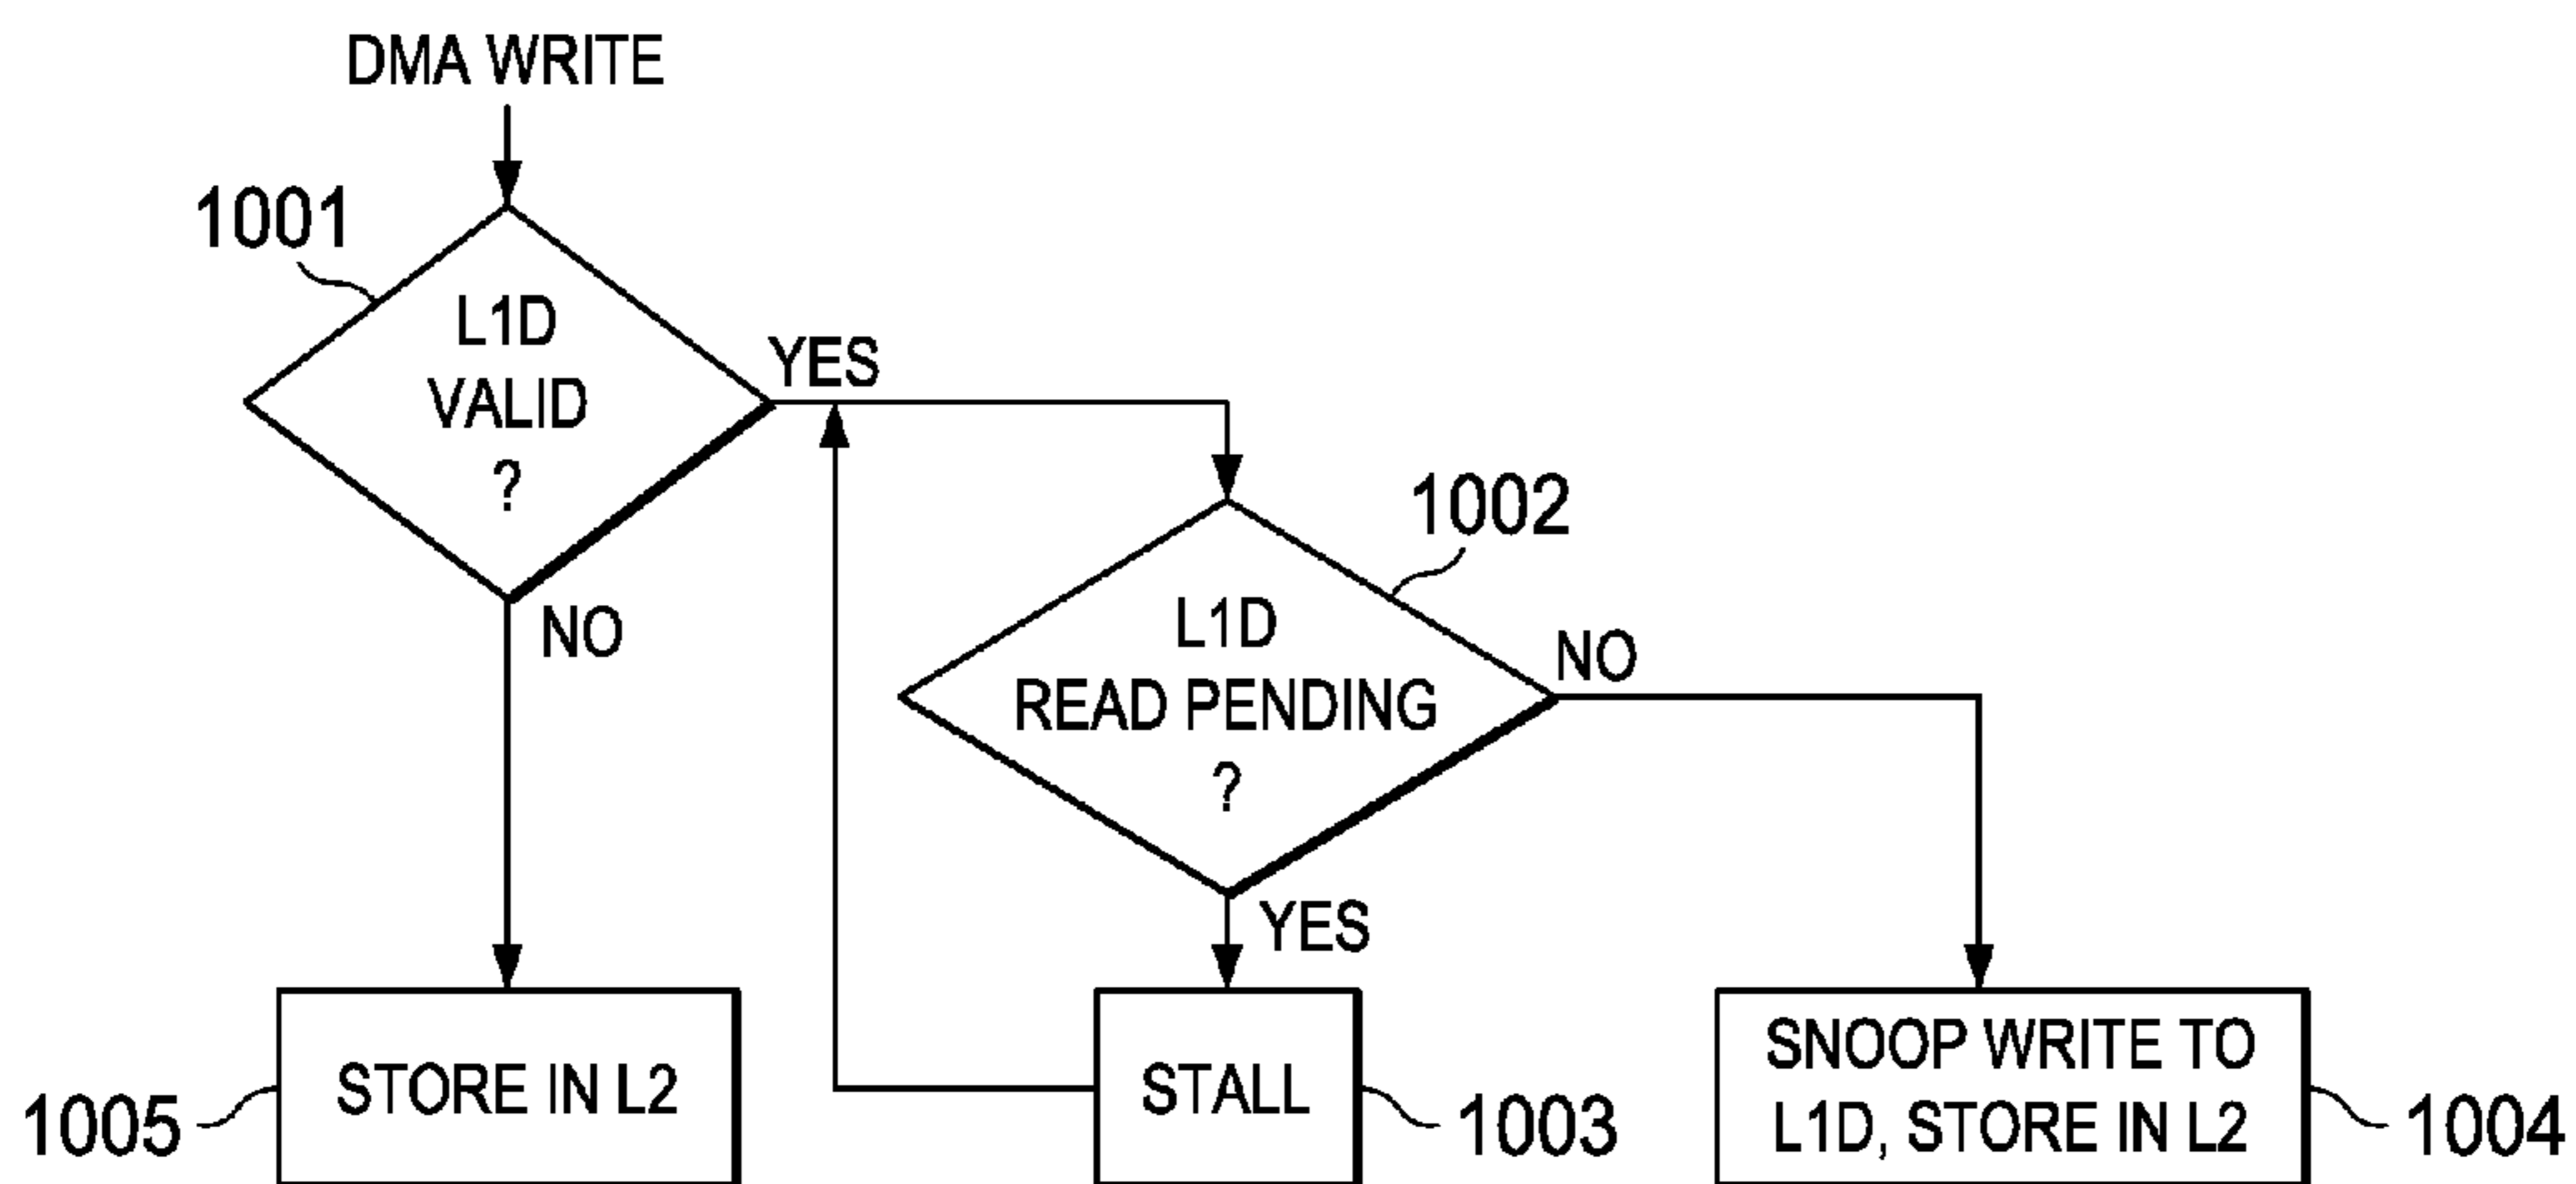 DMA WRITE
1001
L1D
VALID
?
YES
NO
1002
L1D
READ PENDING
?
NO
YES
STORE IN L2
1005
STALL
1003
SNOOP WRITE TO
L1D, STORE IN L2
1004